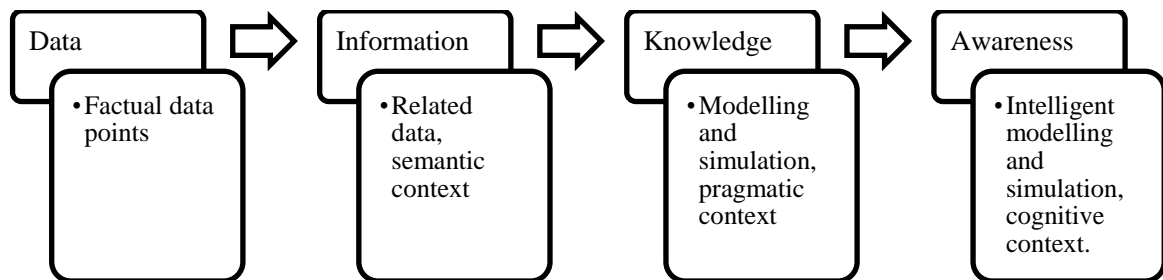 Data
•Factual data
points
Information
•Related
data,
semantic
context
Knowledge
•Modelling
and
simulation,
pragmatic
context
Awareness
•Intelligent
modelling
and
simulation,
cognitive
context.